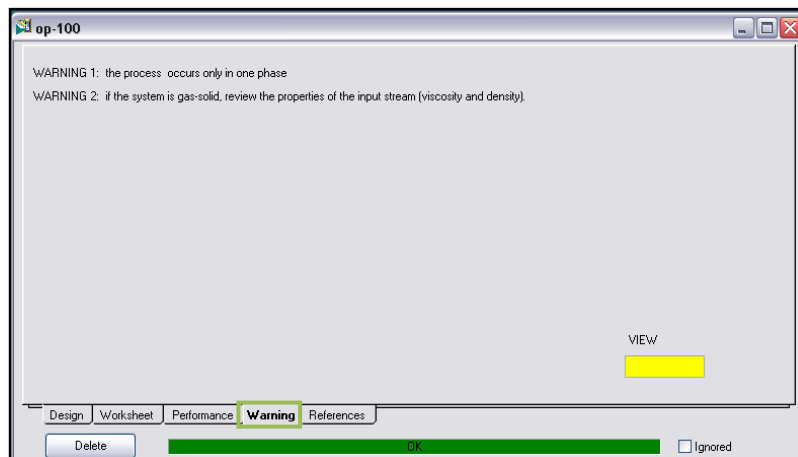 op-100
WARNING 1: the process occurs only in one phase
WARNING 2: if the system is gas-solid, review the properties of the input stream (viscosity and density).
VIEW
Design Worksheet Performance Warning References
Delete OK Ignored